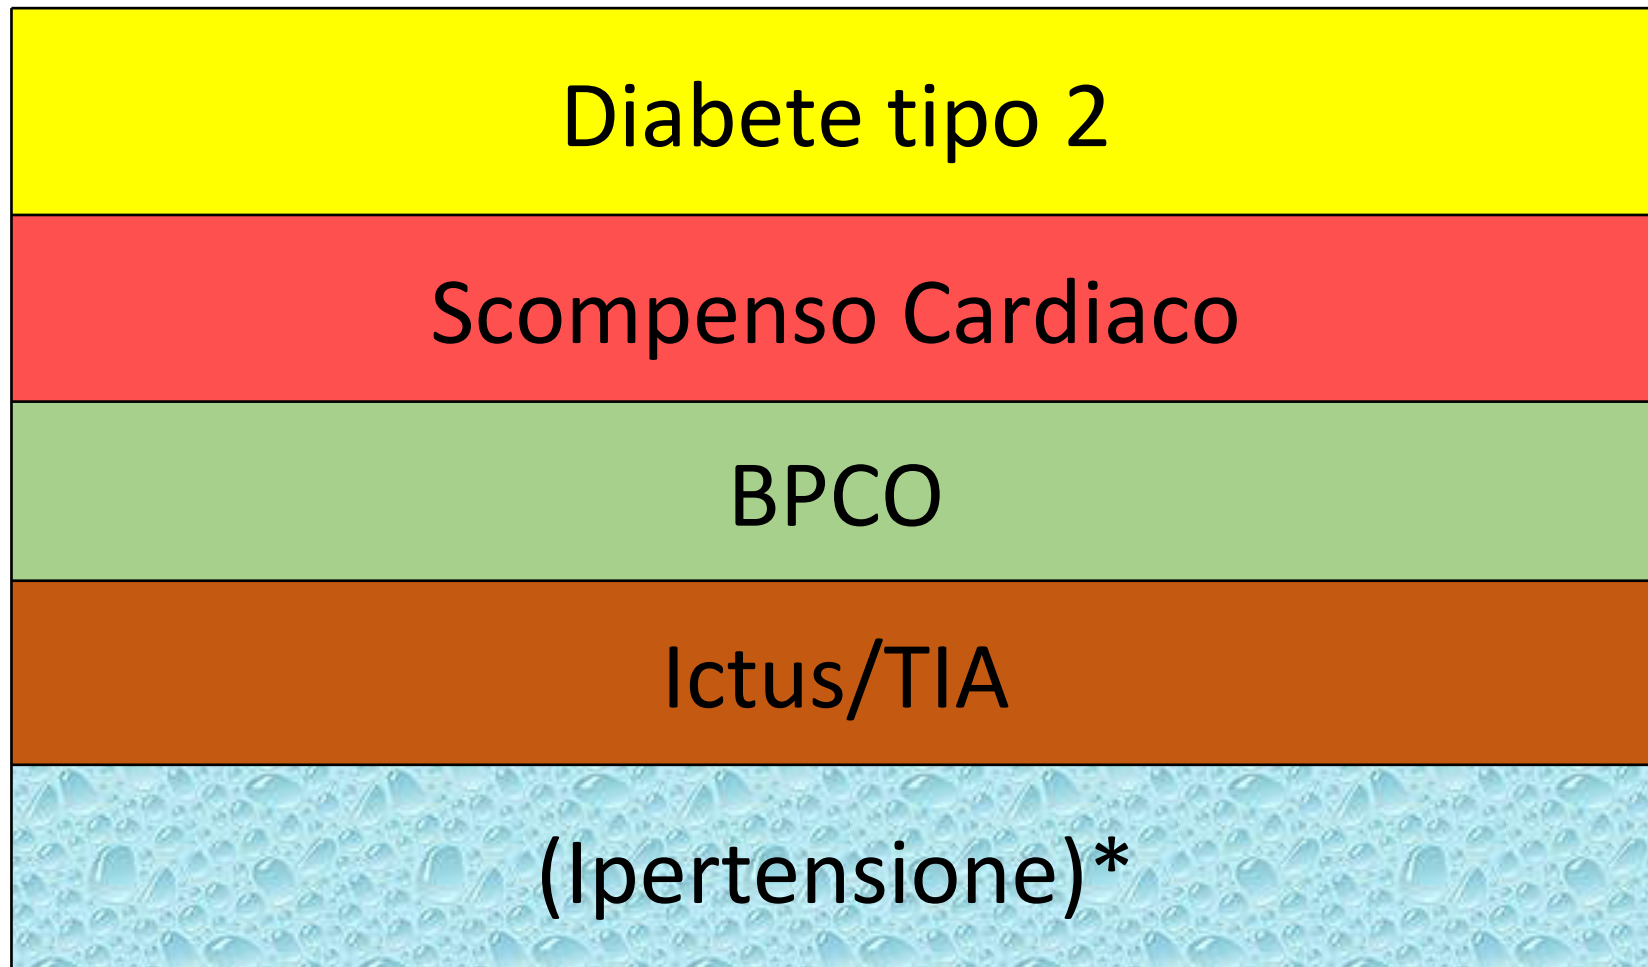 Diabete tipo 2
Scompenso Cardiaco
BPCO
Ictus/TIA
(Ipertensione)*